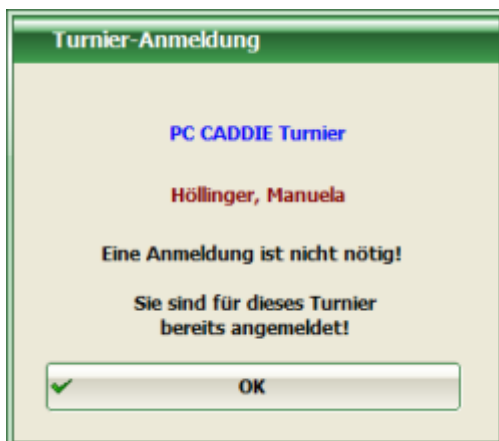 Turnier-Anmeldung
PC CADDIE Turnier
Höllinger, Manuela
Eine Anmeldung ist nicht nötig!
Sie sind für dieses Turnier
bereits angemeldet!
OK